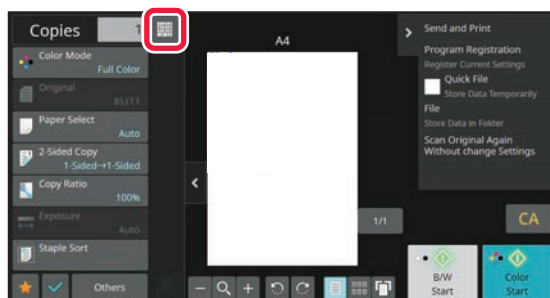 Copies 1
Color Mode
Full Color
Original
8½X11
Paper Select
Auto
2-Sided Copy
1-Sided→1-Sided
Copy Ratio
100%
Exposure
Auto
Staple Sort
Others
A4
1/1
Send and Print
Program Registration
Register Current Settings
Quick File
Store Data Temporarily
File
Store Data in Folder
Scan Original Again
Without change Settings
CA
B/W
Start
Color
Start